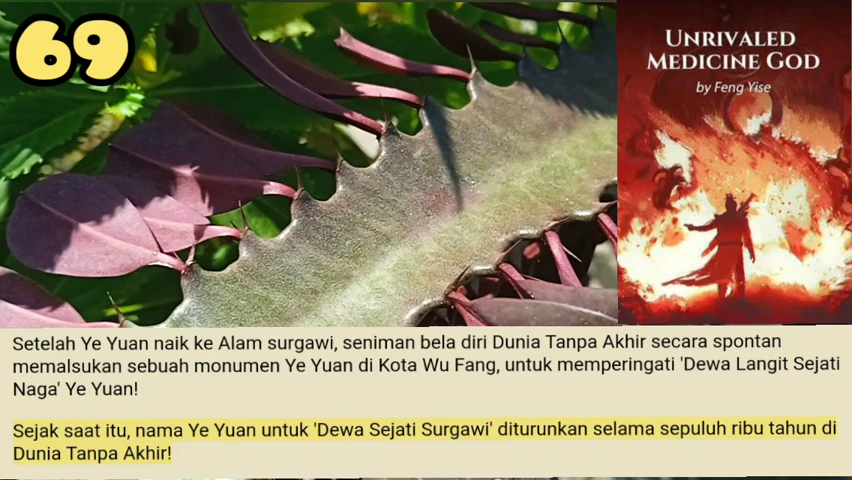 69
UNRIVALED
MEDICINE GOD
by Feng Yise
Setelah Ye Yuan naik ke Alam surgawi, seniman bela diri Dunia Tanpa Akhir secara spontan
memalsukan sebuah monumen Ye Yuan di Kota Wu Fang, untuk memperingati 'Dewa Langit Sejati
Naga' Ye Yuan!
Sejak saat itu, nama Ye Yuan untuk 'Dewa Sejati Surgawi' diturunkan selama sepuluh ribu tahun di
Dunia Tanpa Akhir!